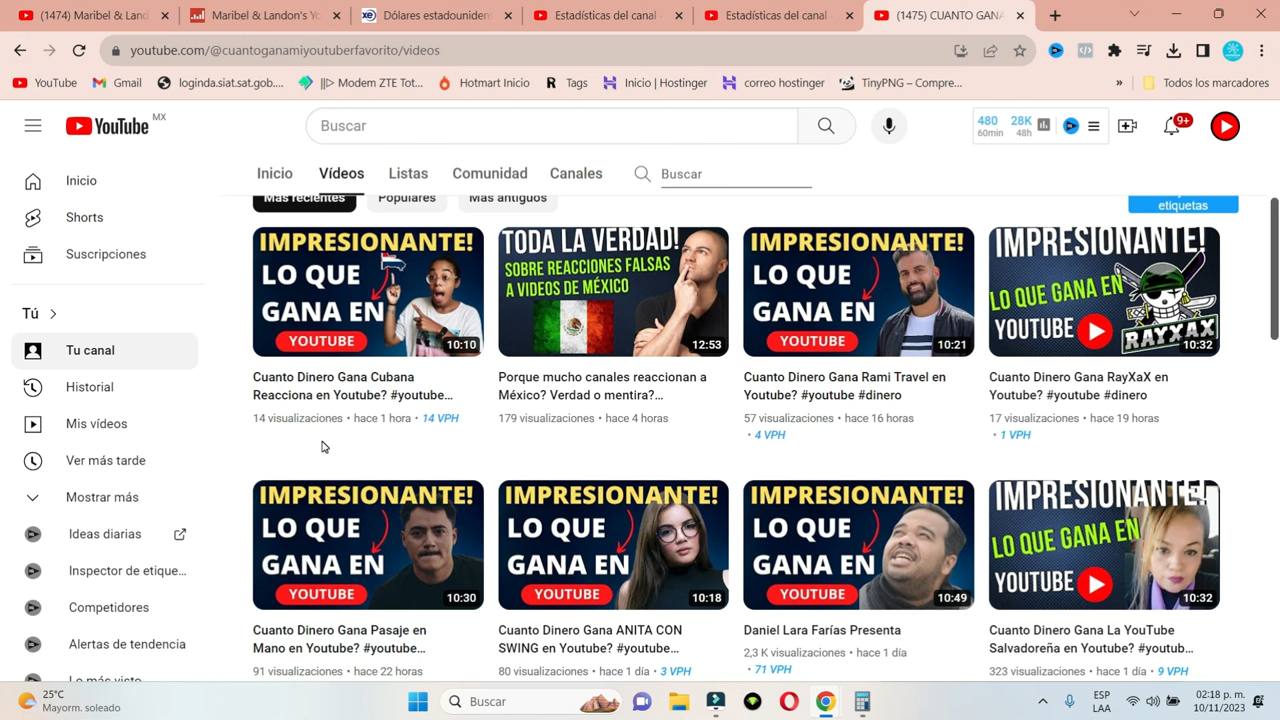 (1474) Maribel & Land
Maribel & Landon's Yo
Dólares estadouniden
Estadísticas del canal -
Estadísticas del canal -
(1475) CUANTO GANA
youtube.com/@cuantoganamiyoutuberfavorito/videos
YouTube
Gmail
loginda.siat.sat.gob....
||▷ Modem ZTE Tot...
Hotmart Inicio
Tags
Inicio | Hostinger
correo hostinger
TinyPNG – Compre...
»
Todos los marcadores
YouTube MX
Buscar
480 60min
28K 48h
9+
Inicio
Vídeos
Listas
Comunidad
Canales
Buscar
Más recientes
Populares
Más antiguos
etiquetas
Inicio
Shorts
Suscripciones
Tú
Tu canal
Historial
Mis vídeos
Ver más tarde
Mostrar más
Ideas diarias
Inspector de etique...
Competidores
Alertas de tendencia
Lo más visto
IMPRESIONANTE!
LO QUE
GANA EN
YOUTUBE
10:10
Cuanto Dinero Gana Cubana
Reacciona en Youtube? #youtube...
14 visualizaciones • hace 1 hora • 14 VPH
TODA LA VERDAD!
SOBRE REACCIONES FALSAS
A VIDEOS DE MÉXICO
12:53
Porque mucho canales reaccionan a
México? Verdad o mentira?...
179 visualizaciones • hace 4 horas
IMPRESIONANTE!
LO QUE
GANA EN
YOUTUBE
10:21
Cuanto Dinero Gana Rami Travel en
Youtube? #youtube #dinero
57 visualizaciones • hace 16 horas
• 4 VPH
IMPRESIONANTE!
LO QUE GANA EN
YOUTUBE
RAYXAX
10:32
Cuanto Dinero Gana RayXaX en
Youtube? #youtube #dinero
17 visualizaciones • hace 19 horas
• 1 VPH
IMPRESIONANTE!
LO QUE
GANA EN
YOUTUBE
10:30
Cuanto Dinero Gana Pasaje en
Mano en Youtube? #youtube...
91 visualizaciones • hace 22 horas
IMPRESIONANTE!
LO QUE
GANA EN
YOUTUBE
10:18
Cuanto Dinero Gana ANITA CON
SWING en Youtube? #youtube...
80 visualizaciones • hace 1 día • 3 VPH
IMPRESIONANTE!
LO QUE
GANA EN
YOUTUBE
10:49
Daniel Lara Farías Presenta
2,3 K visualizaciones • hace 1 día
• 71 VPH
IMPRESIONANTE!
LO QUE GANA EN
YOUTUBE
10:32
Cuanto Dinero Gana La YouTube
Salvadoreña en Youtube? #youtub...
323 visualizaciones • hace 1 día • 9 VPH
25°C
Mayorm. soleado
Buscar
ESP
LAA
02:18 p. m.
10/11/2023